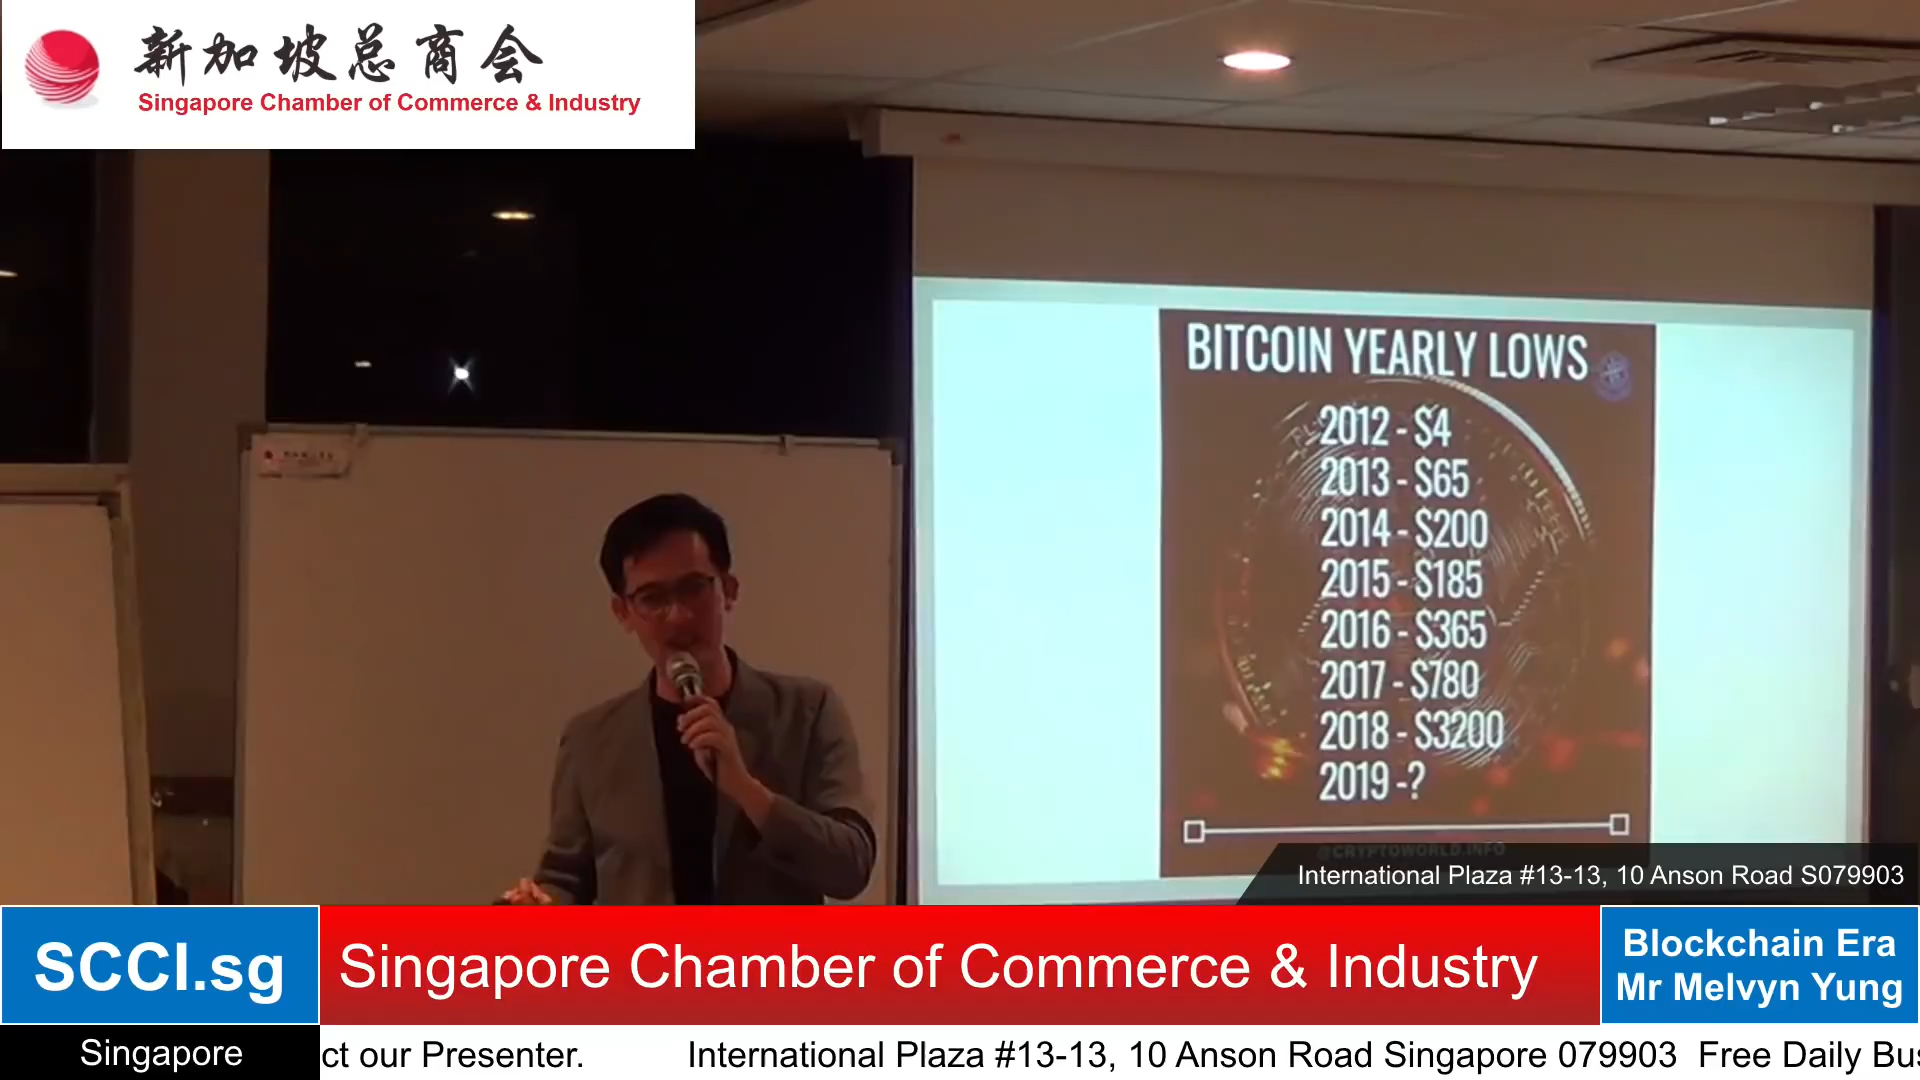 新加坡总商会
Singapore Chamber of Commerce & Industry
BITCOIN YEARLY LOWS
2012 - $4
2013 - $65
2014 - $200
2015 - $185
2016 - $365
2017 - $780
2018 - $3200
2019 -?
@CRYPTOWORLD.INFO
International Plaza #13-13, 10 Anson Road S079903
SCCI.sg
Singapore Chamber of Commerce & Industry
Blockchain Era
Mr Melvyn Yung
Singapore
ct our Presenter. International Plaza #13-13, 10 Anson Road Singapore 079903 Free Daily Bus